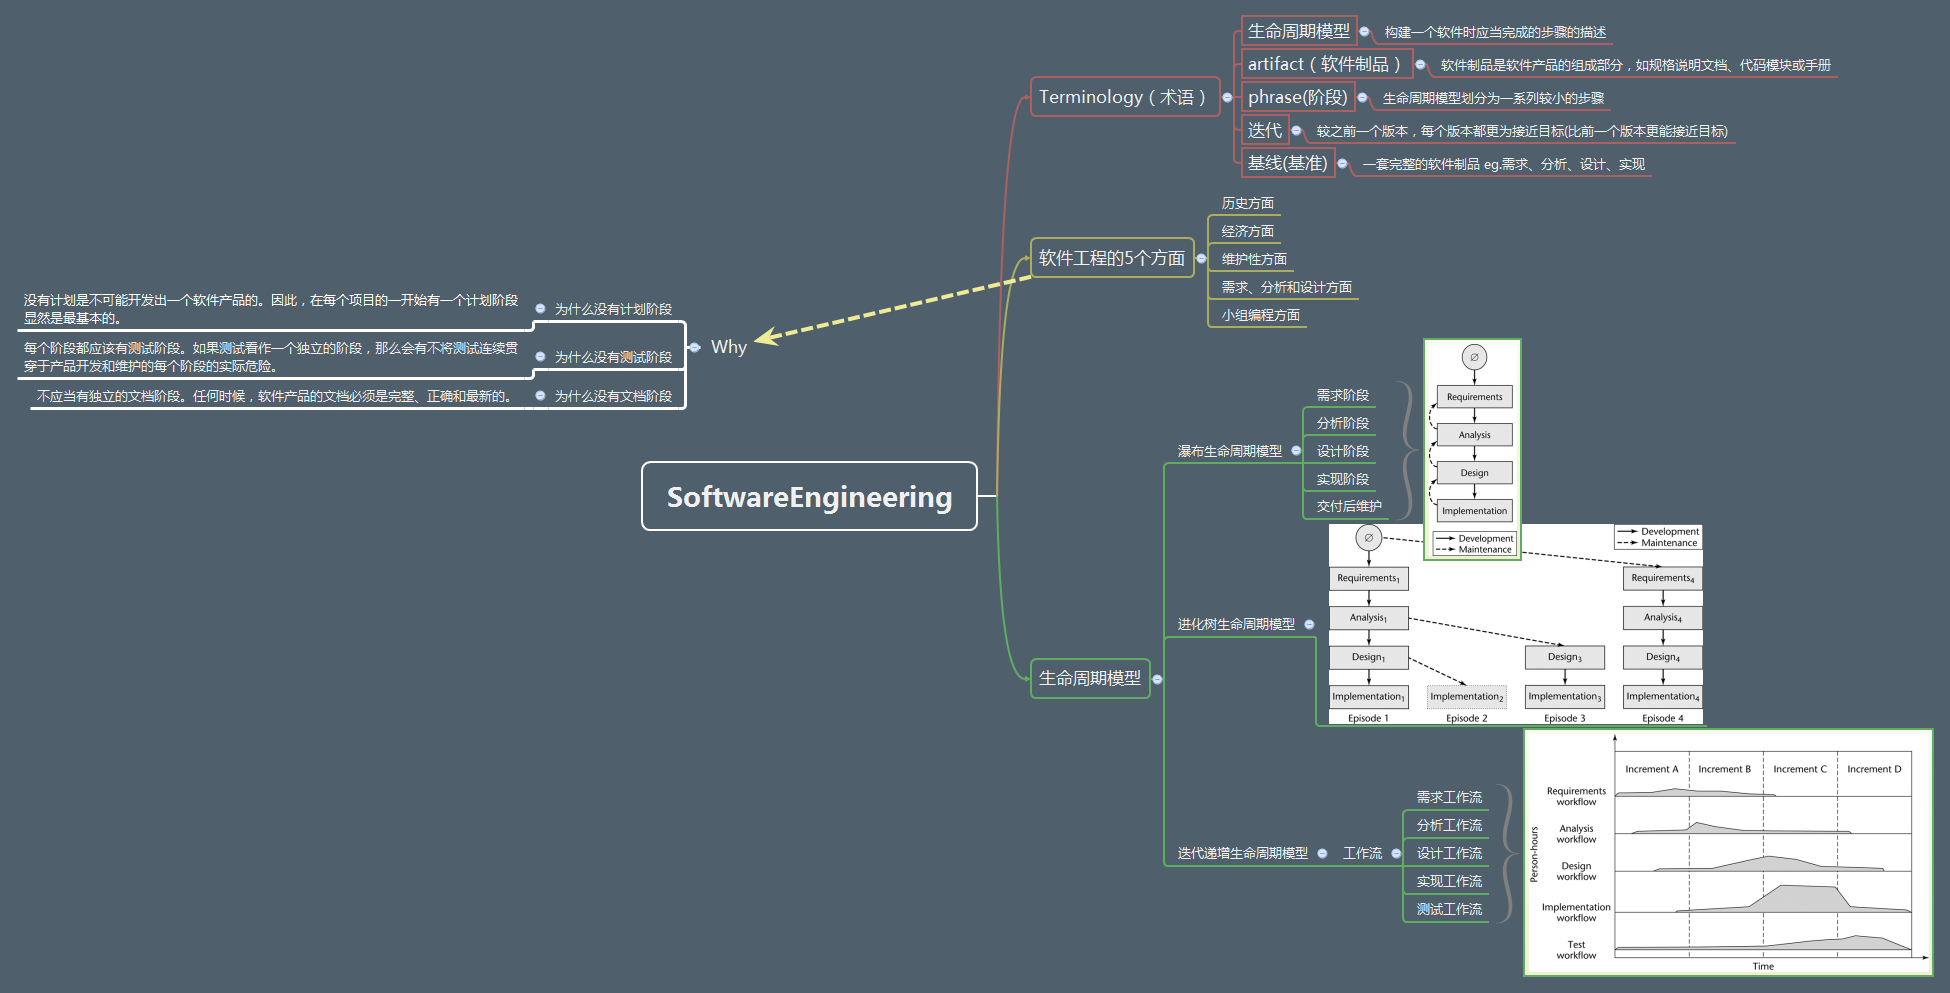 SoftwareEngineering
Terminology（术语）
生命周期模型
构建一个软件时应当完成的步骤的描述
artifact（软件制品）
软件制品是软件产品的组成部分，如规格说明文档、代码模块或手册
phrase(阶段)
生命周期模型划分为一系列较小的步骤
迭代
较之前一个版本，每个版本都更为接近目标(比前一个版本更能接近目标)
基线(基准)
一套完整的软件制品 eg.需求、分析、设计、实现
软件工程的5个方面
历史方面
经济方面
维护性方面
需求、分析和设计方面
小组编程方面
Why
为什么没有计划阶段
没有计划是不可能开发出一个软件产品的。因此，在每个项目的一开始有一个计划阶段
显然是最基本的。
为什么没有测试阶段
每个阶段都应该有测试阶段。如果测试看作一个独立的阶段，那么会有不将测试连续贯
穿于产品开发和维护的每个阶段的实际危险。
为什么没有文档阶段
不应当有独立的文档阶段。任何时候，软件产品的文档必须是完整、正确和最新的。
生命周期模型
瀑布生命周期模型
需求阶段
分析阶段
设计阶段
实现阶段
交付后维护
∅
Requirements
Analysis
Design
Implementation
Development
Maintenance
进化树生命周期模型
∅
Development
Maintenance
Requirements₁
Requirements₄
Analysis₁
Analysis₄
Design₁
Design₃
Design₄
Implementation₁
Implementation₂
Implementation₃
Implementation₄
Episode 1
Episode 2
Episode 3
Episode 4
迭代递增生命周期模型
工作流
需求工作流
分析工作流
设计工作流
实现工作流
测试工作流
Increment A
Increment B
Increment C
Increment D
Person-hours
Requirements
workflow
Analysis
workflow
Design
workflow
Implementation
workflow
Test
workflow
Time